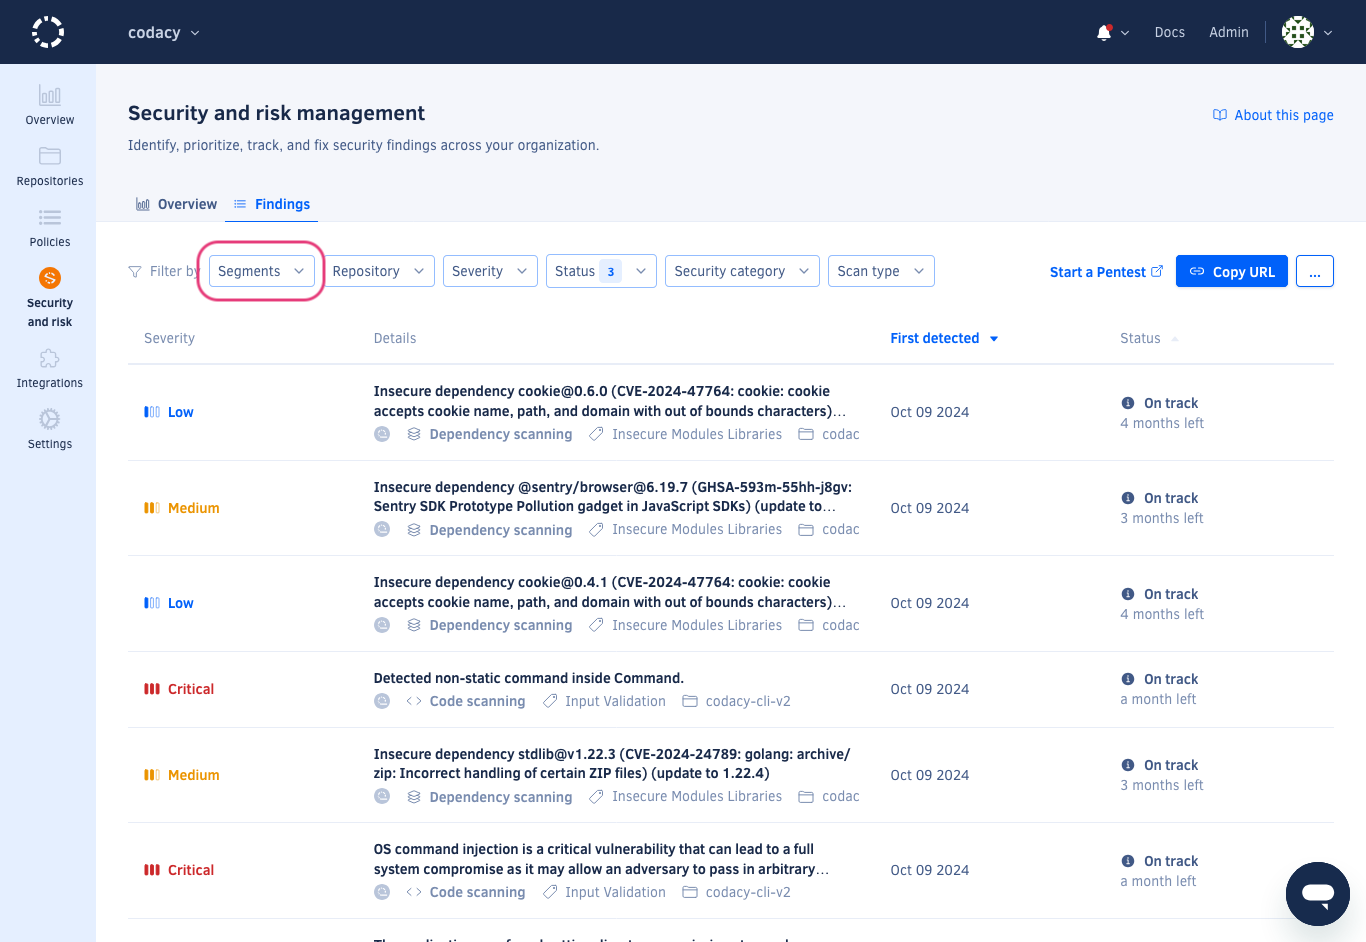 codacy
Docs
Admin
Overview
Repositories
Policies
Security
and risk
Integrations
Settings
Security and risk management
About this page
Identify, prioritize, track, and fix security findings across your organization.
Overview
Findings
Filter by
Segments
Repository
Severity
Status 3
Security category
Scan type
Start a Pentest
Copy URL
...
Severity
Details
First detected
Status
Low
Insecure dependency cookie@0.6.0 (CVE-2024-47764: cookie: cookie
accepts cookie name, path, and domain with out of bounds characters)...
Dependency scanning
Insecure Modules Libraries
codac
Oct 09 2024
On track
4 months left
Medium
Insecure dependency @sentry/browser@6.19.7 (GHSA-593m-55hh-j8gv:
Sentry SDK Prototype Pollution gadget in JavaScript SDKs) (update to...
Dependency scanning
Insecure Modules Libraries
codac
Oct 09 2024
On track
3 months left
Low
Insecure dependency cookie@0.4.1 (CVE-2024-47764: cookie: cookie
accepts cookie name, path, and domain with out of bounds characters)...
Dependency scanning
Insecure Modules Libraries
codac
Oct 09 2024
On track
4 months left
Critical
Detected non-static command inside Command.
Code scanning
Input Validation
codacy-cli-v2
Oct 09 2024
On track
a month left
Medium
Insecure dependency stdlib@v1.22.3 (CVE-2024-24789: golang: archive/
zip: Incorrect handling of certain ZIP files) (update to 1.22.4)
Dependency scanning
Insecure Modules Libraries
codac
Oct 09 2024
On track
3 months left
Critical
OS command injection is a critical vulnerability that can lead to a full
system compromise as it may allow an adversary to pass in arbitrary...
Code scanning
Input Validation
codacy-cli-v2
Oct 09 2024
On track
a month left